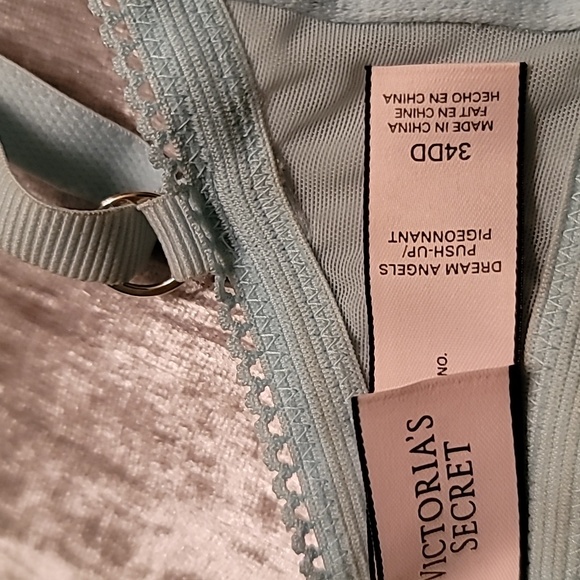 VICTORIA'S
SECRET
NO.
DREAM ANGELS
PUSH-UP/
PIGEONNANT
34DD
MADE IN CHINA
FAIT EN CHINE
HECHO EN CHINA